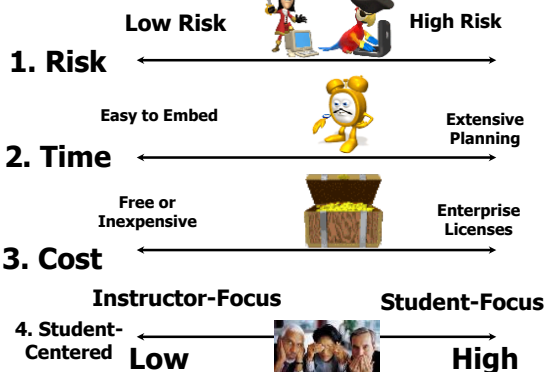 Low Risk
High Risk
1. Risk
Easy to Embed
Extensive
Planning
2. Time
Free or
Inexpensive
Enterprise
Licenses
3. Cost
Instructor-Focus
Student-Focus
4. Student-
Centered
Low
High